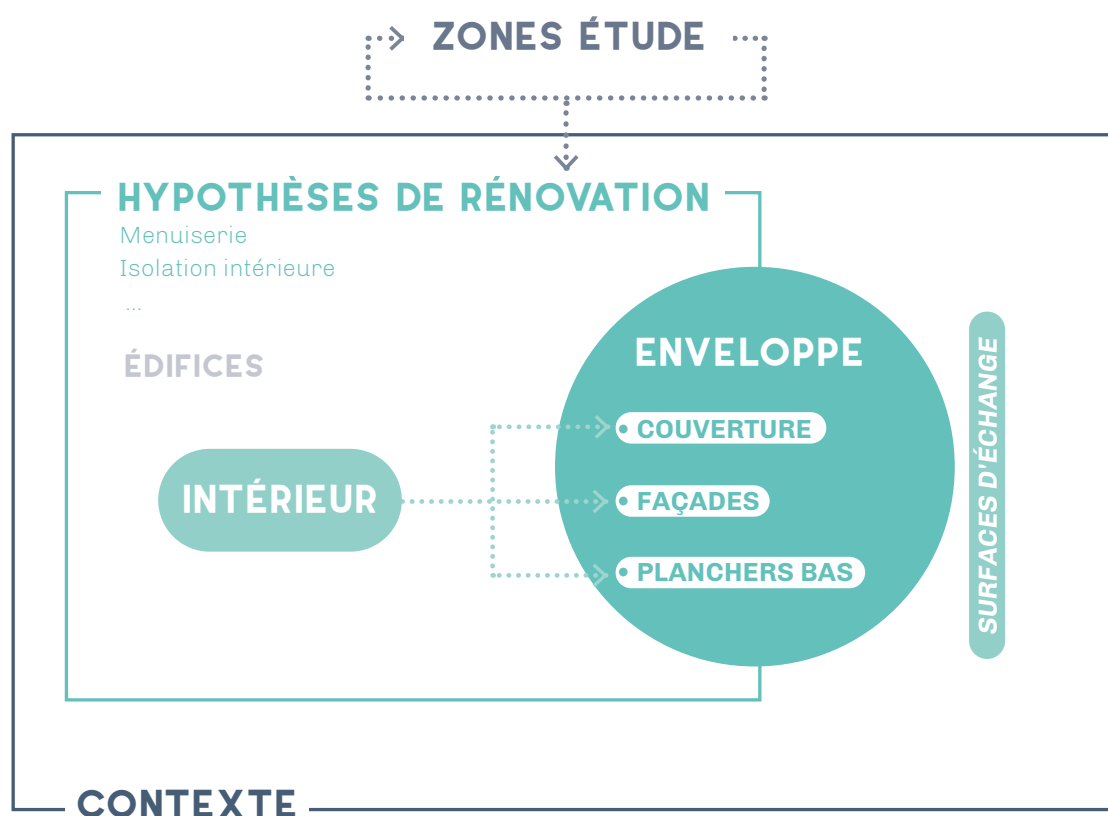 ZONES ÉTUDE
HYPOTHÈSES DE RÉNOVATION
Menuiserie
Isolation intérieure
...
ÉDIFICES
INTÉRIEUR
ENVELOPPE
COUVERTURE
FAÇADES
PLANCHERS BAS
SURFACES D'ÉCHANGE
CONTEXTE